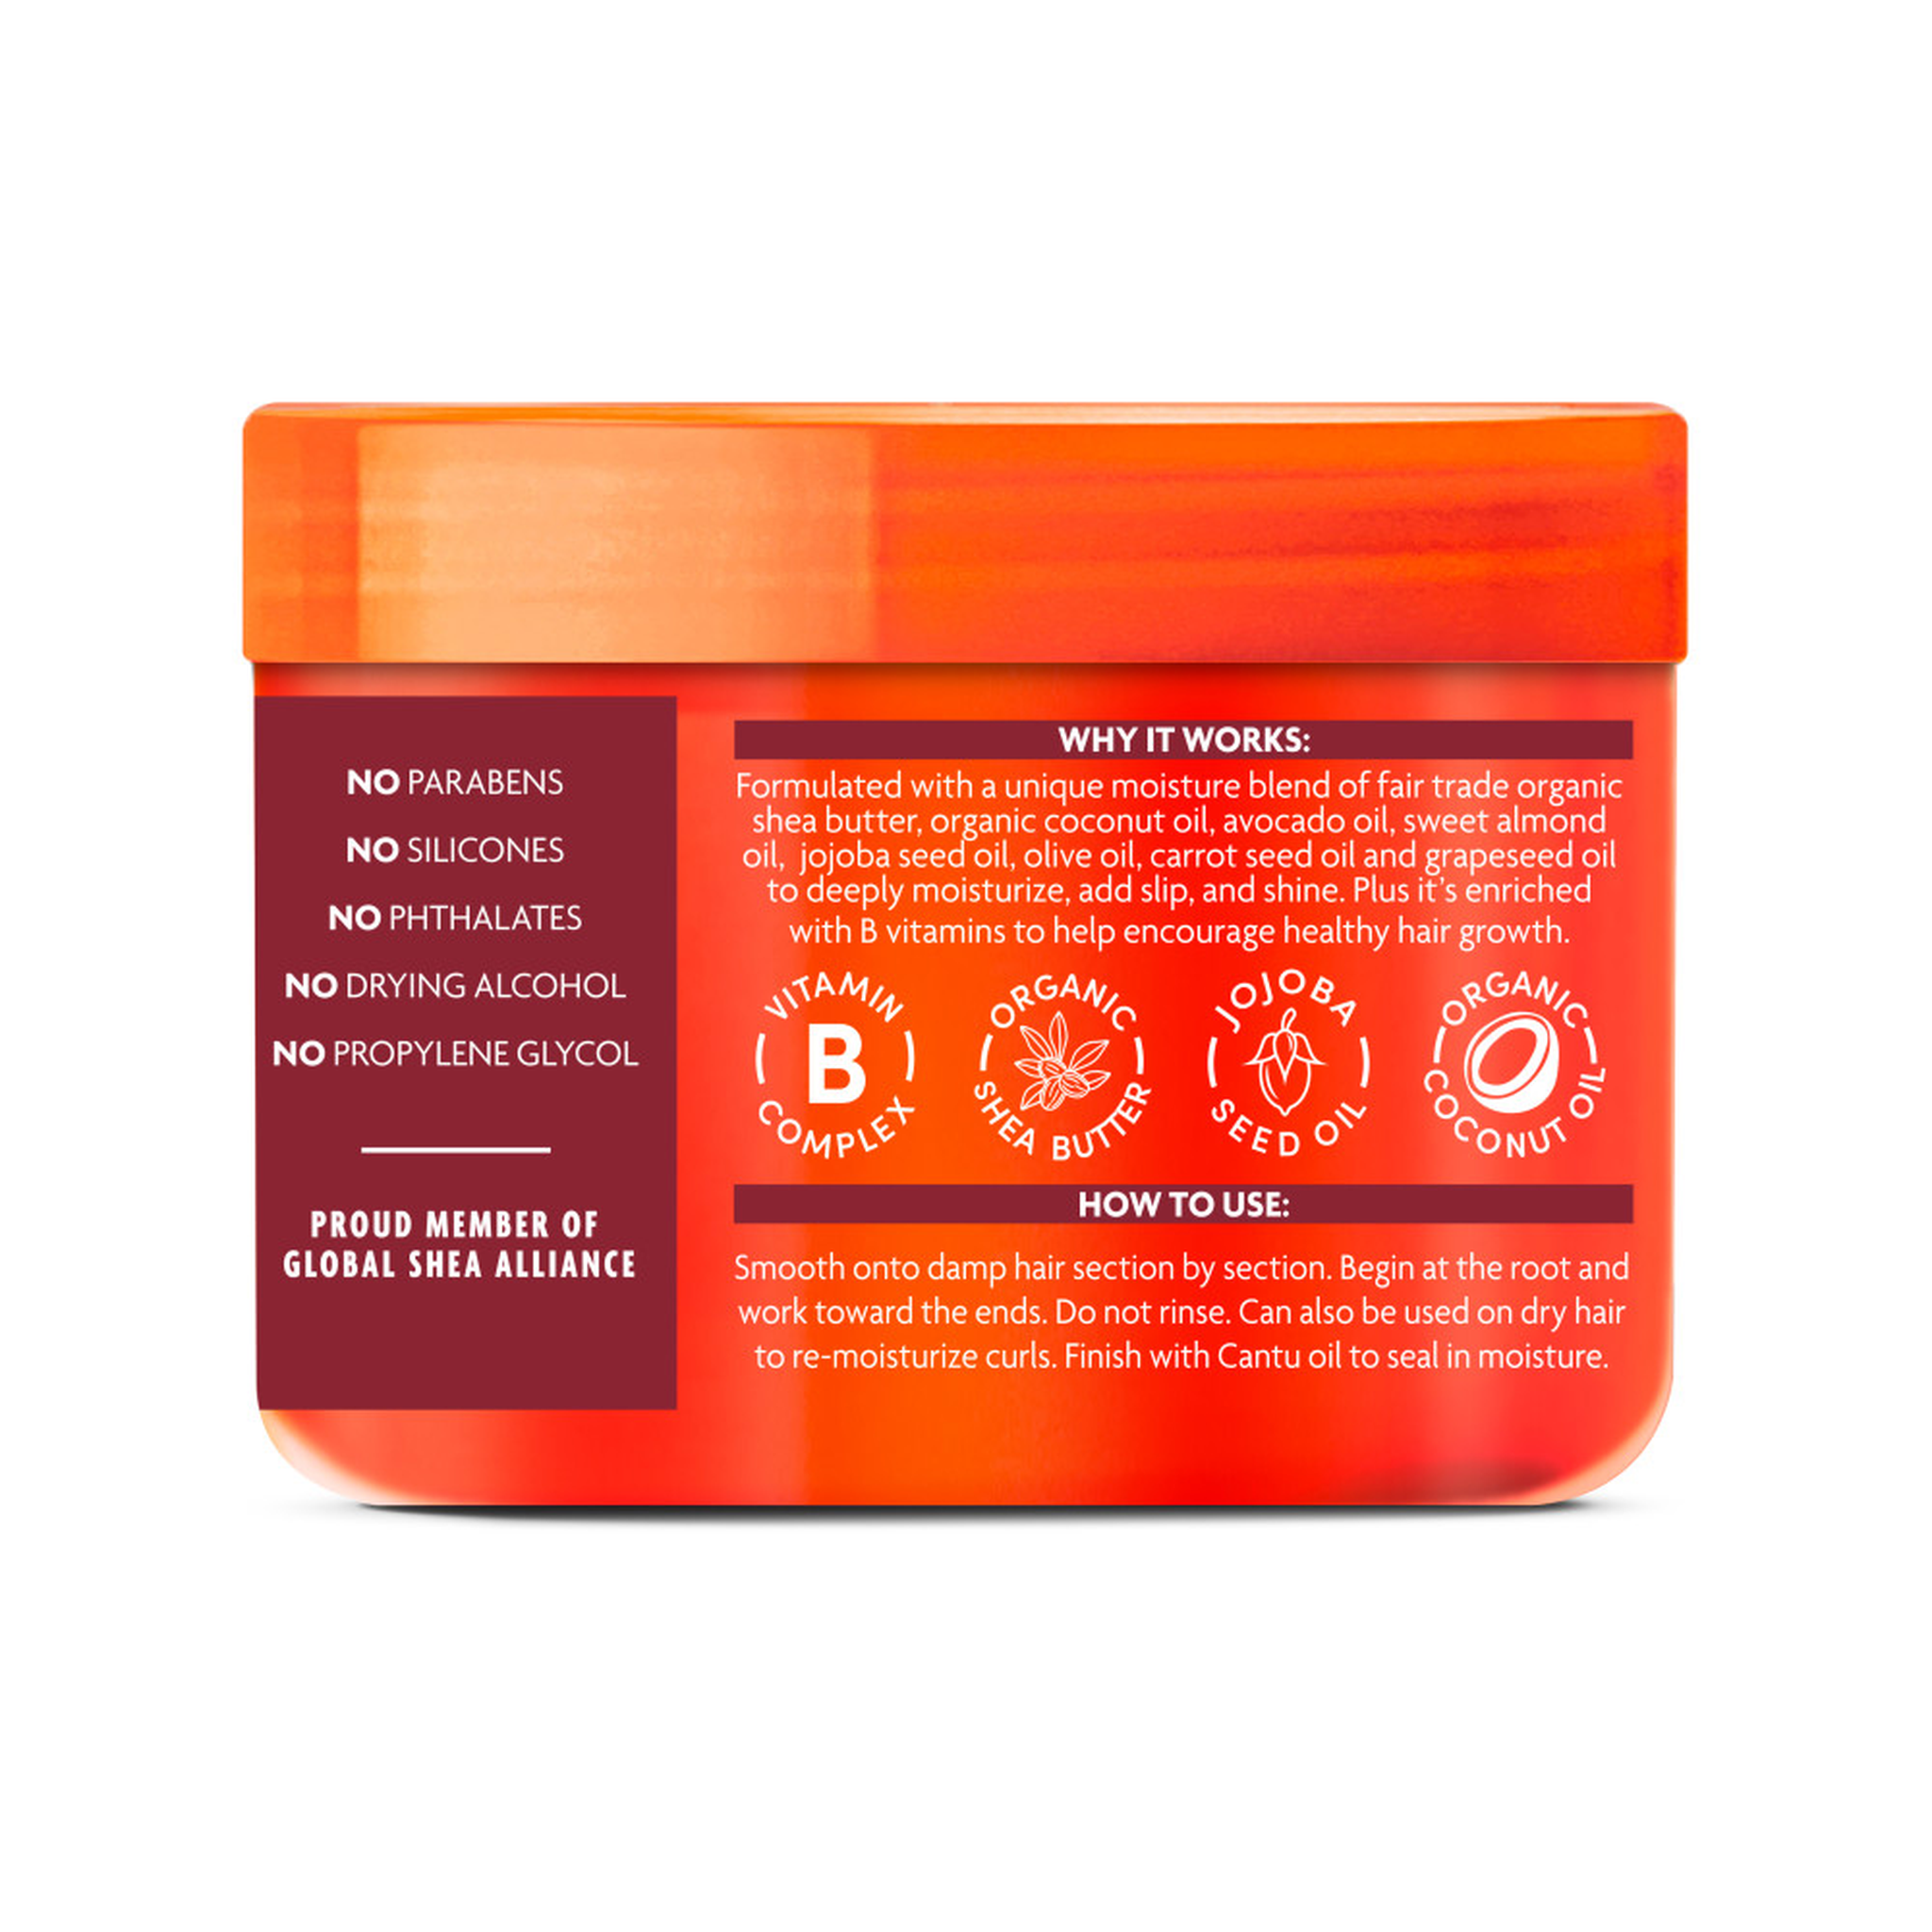 NO PARABENS
NO SILICONES
NO PHTHALATES
NO DRYING ALCOHOL
NO PROPYLENE GLYCOL
PROUD MEMBER OF
GLOBAL SHEA ALLIANCE
WHY IT WORKS:
Formulated with a unique moisture blend of fair trade organic
shea butter, organic coconut oil, avocado oil, sweet almond
oil, jojoba seed oil, olive oil, carrot seed oil and grapeseed oil
to deeply moisturize, add slip, and shine. Plus it's enriched
with B vitamins to help encourage healthy hair growth.
VITAMIN
B
COMPLEX
ORGANIC
SHEA BUTTER
JOJOBA
SEED OIL
ORGANIC
COCONUT OIL
HOW TO USE:
Smooth onto damp hair section by section. Begin at the root and
work toward the ends. Do not rinse. Can also be used on dry hair
to re-moisturize curls. Finish with Cantu oil to seal in moisture.